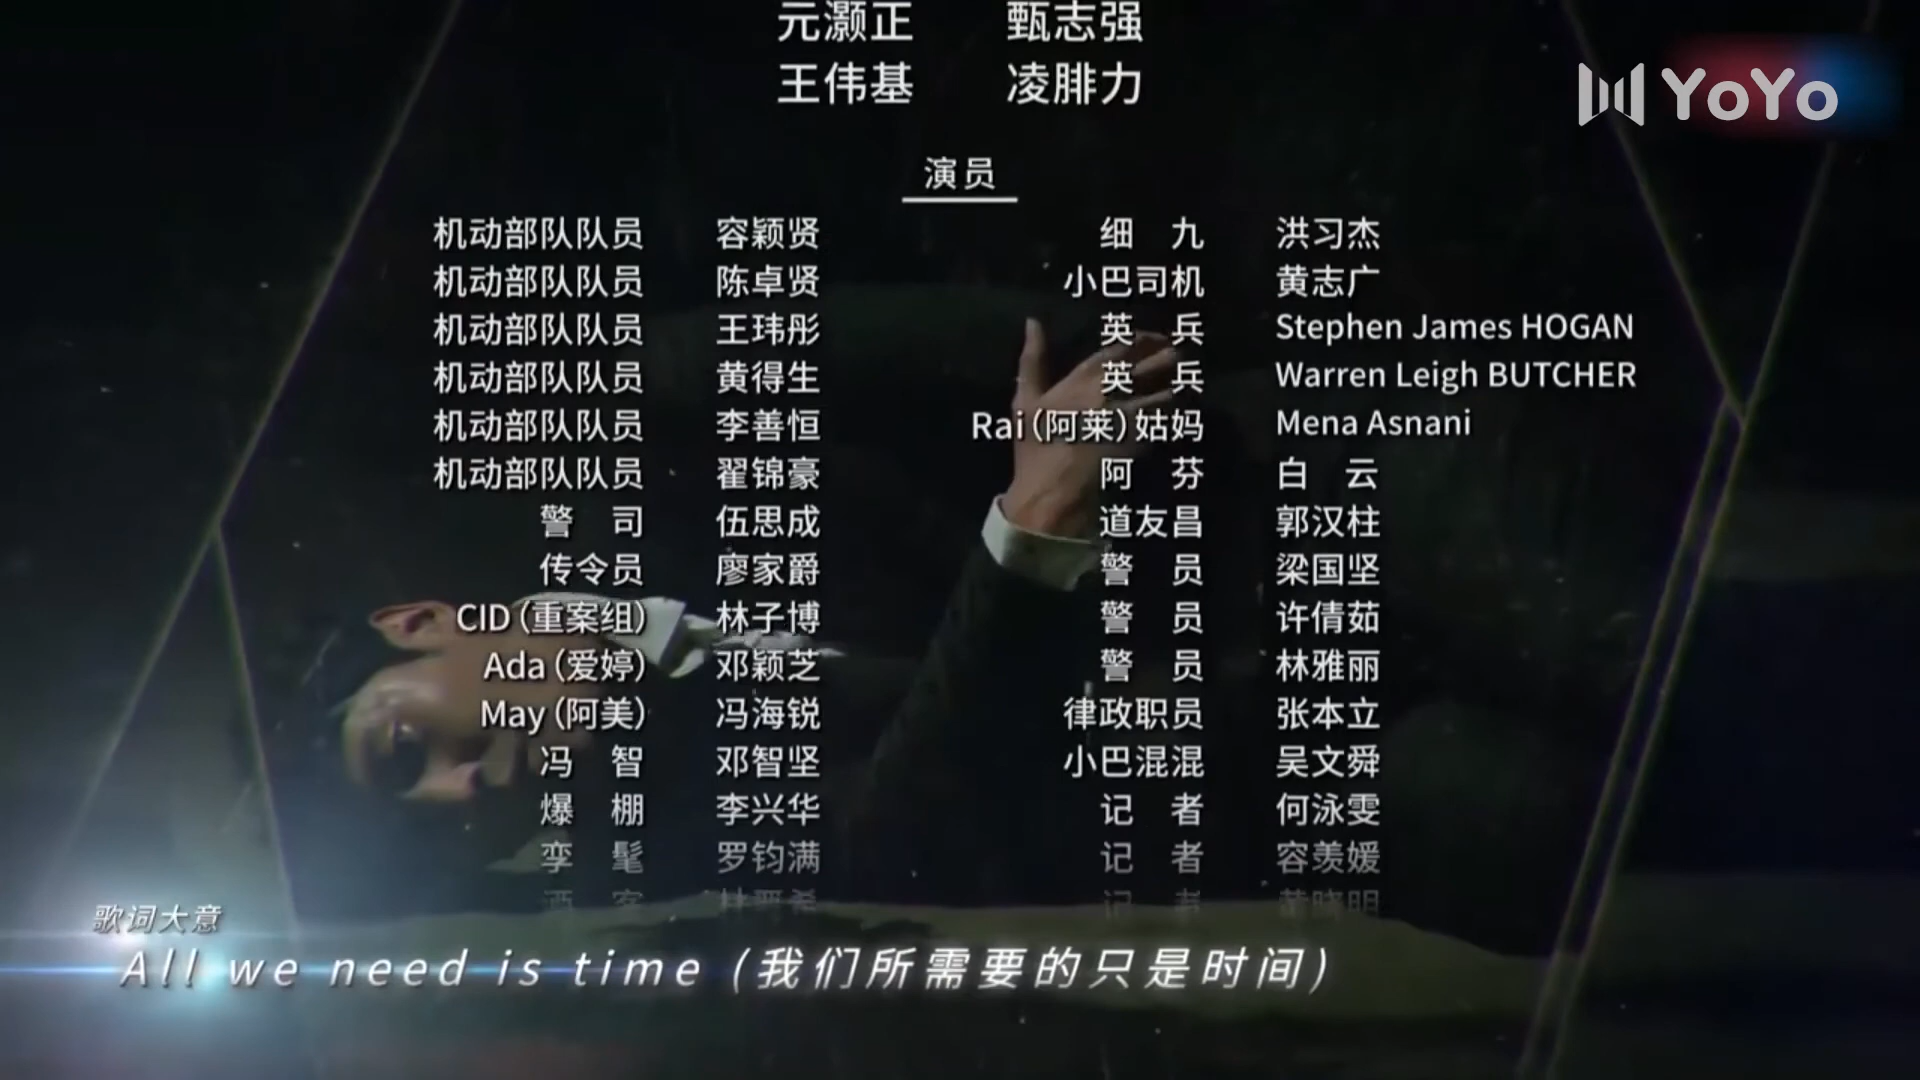 元灏正 甄志强
王伟基 凌腓力
YoYo
演员
机动部队队员 容颖贤 细九 洪习杰
机动部队队员 陈卓贤 小巴司机 黄志广
机动部队队员 王玮彤 英兵 Stephen James HOGAN
机动部队队员 黄得生 英兵 Warren Leigh BUTCHER
机动部队队员 李善恒 Rai(阿莱)姑妈 Mena Asnani
机动部队队员 翟锦豪 阿芬 白云
警司 伍思成 道友昌 郭汉柱
传令员 廖家爵 警员 梁国坚
CID(重案组) 林子博 警员 许倩茹
Ada(爱婷) 邓颖芝 警员 林雅丽
May(阿美) 冯海锐 律政职员 张本立
冯智 邓智坚 小巴混混 吴文舜
爆棚 李兴华 记者 何泳雯
孪髦 罗钧满 记者 容羡媛
酒客 林晋希 记者 黄晓明
歌词大意
All we need is time (我们所需要的只是时间)